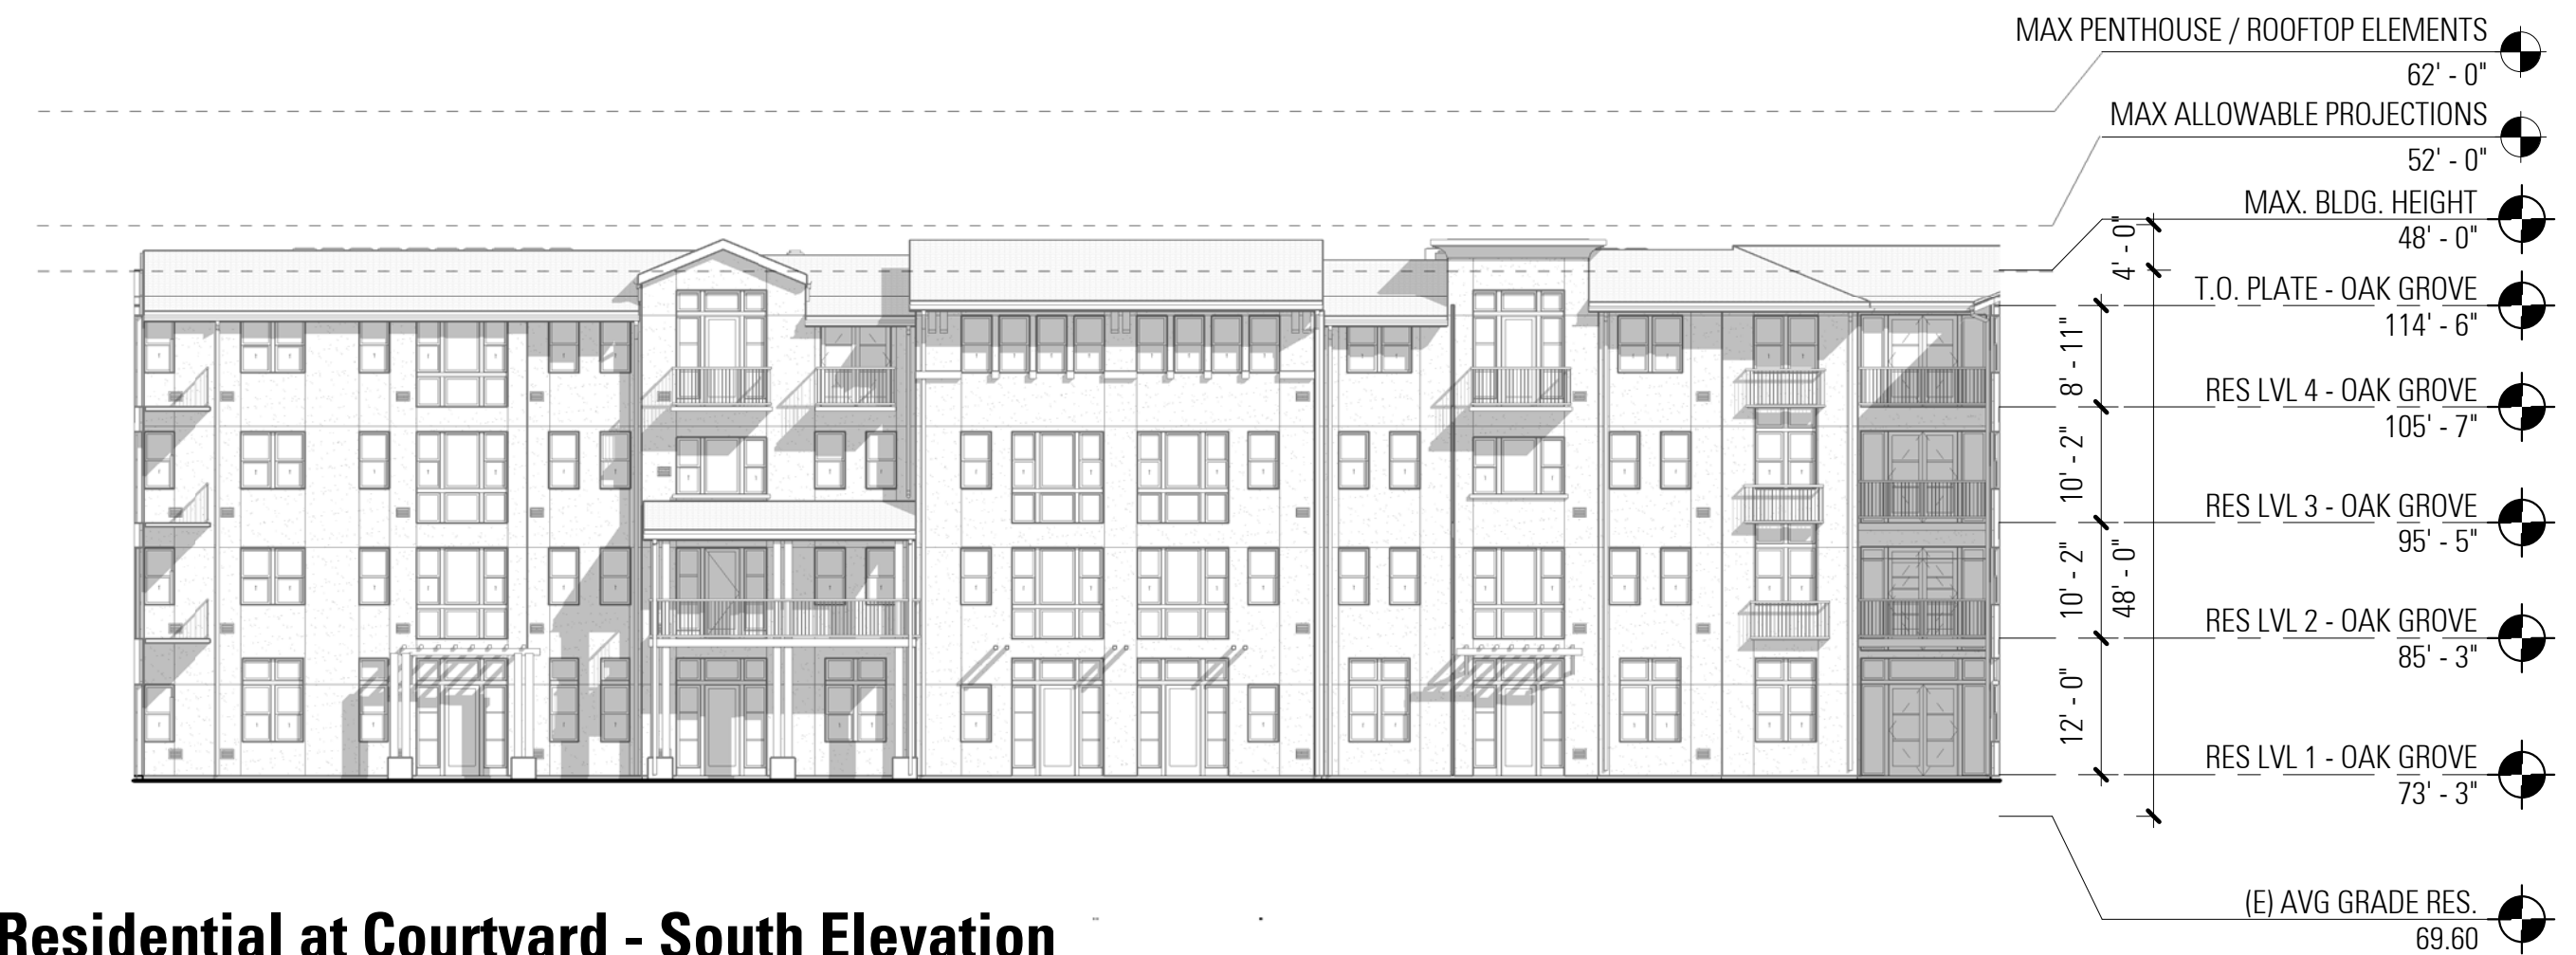 MAX PENTHOUSE / ROOFTOP ELEMENTS
62' - 0"
MAX ALLOWABLE PROJECTIONS
52' - 0"
MAX. BLDG. HEIGHT
48' - 0"
4' - 0"
T.O. PLATE - OAK GROVE
114' - 6"
8' - 11"
RES LVL 4 - OAK GROVE
105' - 7"
10' - 2"
RES LVL 3 - OAK GROVE
95' - 5"
10' - 2"
48' - 0"
RES LVL 2 - OAK GROVE
85' - 3"
12' - 0"
RES LVL 1 - OAK GROVE
73' - 3"
(E) AVG GRADE RES.
69.60
Residential at Courtyard - South Elevation